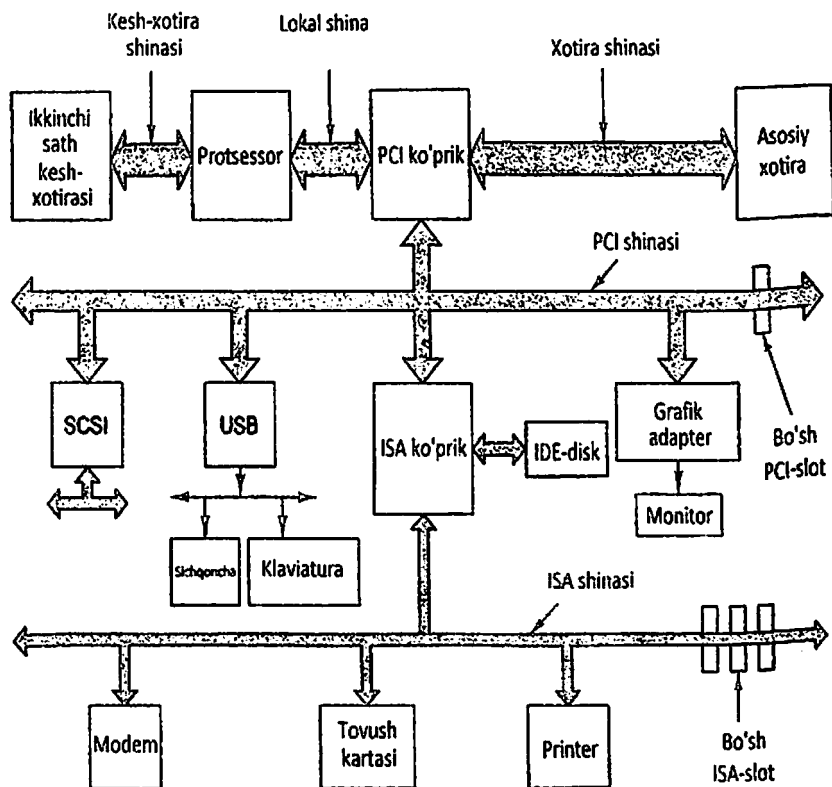 Kesh-xotira
shinasi
Lokal shina
Xotira shinasi
Ikkinchi
sath
kesh-
xotirasi
Protsessor
PCI ko'prik
Asosiy
xotira
PCI shinasi
SCSI
USB
ISA ko'prik
IDE-disk
Grafik
adapter
Bo'sh
PCI-slot
Monitor
Sichqoncha
Klaviatura
ISA shinasi
Modem
Tovush
kartasi
Printer
Bo'sh
ISA-slot